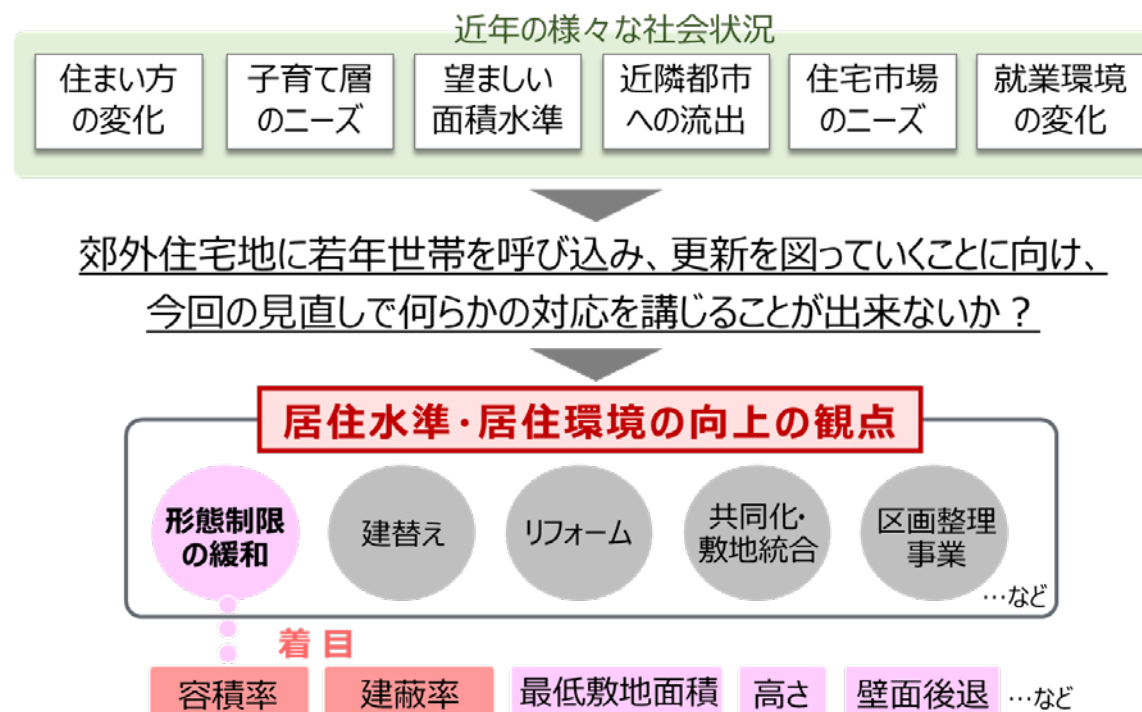 近年の様々な社会状況
住まい方
の変化
子育て層
のニーズ
望ましい
面積水準
近隣都市
への流出
住宅市場
のニーズ
就業環境
の変化
郊外住宅地に若年世帯を呼び込み、更新を図っていくことに向け、
今回の見直しで何らかの対応を講じることが出来ないか？
居住水準・居住環境の向上の観点
形態制限
の緩和
建替え
リフォーム
共同化・
敷地統合
区画整理
事業
…など
着目
容積率
建蔽率
最低敷地面積
高さ
壁面後退
…など